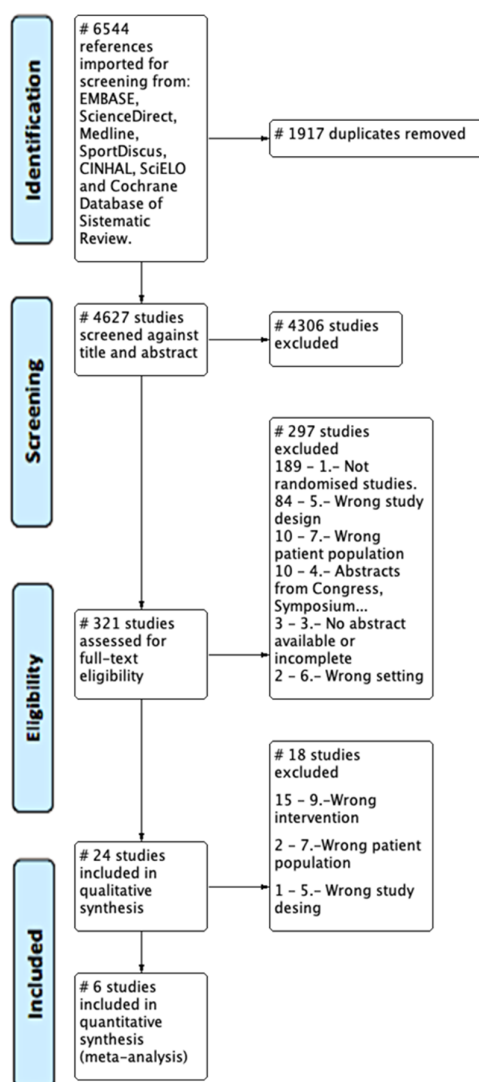 Identification
# 6544
references
imported for
screening from:
EMBASE,
ScienceDirect,
Medline,
SportDiscus,
CINHAL, SciELO
and Cochrane
Database of
Sistematic
Review.
# 1917 duplicates removed
Screening
# 4627 studies
screened against
title and abstract
# 4306 studies
excluded
# 297 studies
excluded
189 – 1.– Not
randomised studies.
84 – 5.– Wrong study
design
10 – 7.– Wrong
patient population
10 – 4.– Abstracts
from Congress,
Symposium...
3 – 3.– No abstract
available or
incomplete
2 – 6.– Wrong setting
Eligibility
# 321 studies
assessed for
full–text
eligibility
# 18 studies
excluded
15 – 9.–Wrong
intervention
2 – 7.–Wrong patient
population
1 – 5.– Wrong study
desing
Included
# 24 studies
included in
qualitative
synthesis
# 6 studies
included in
quantitative
synthesis
(meta–analysis)